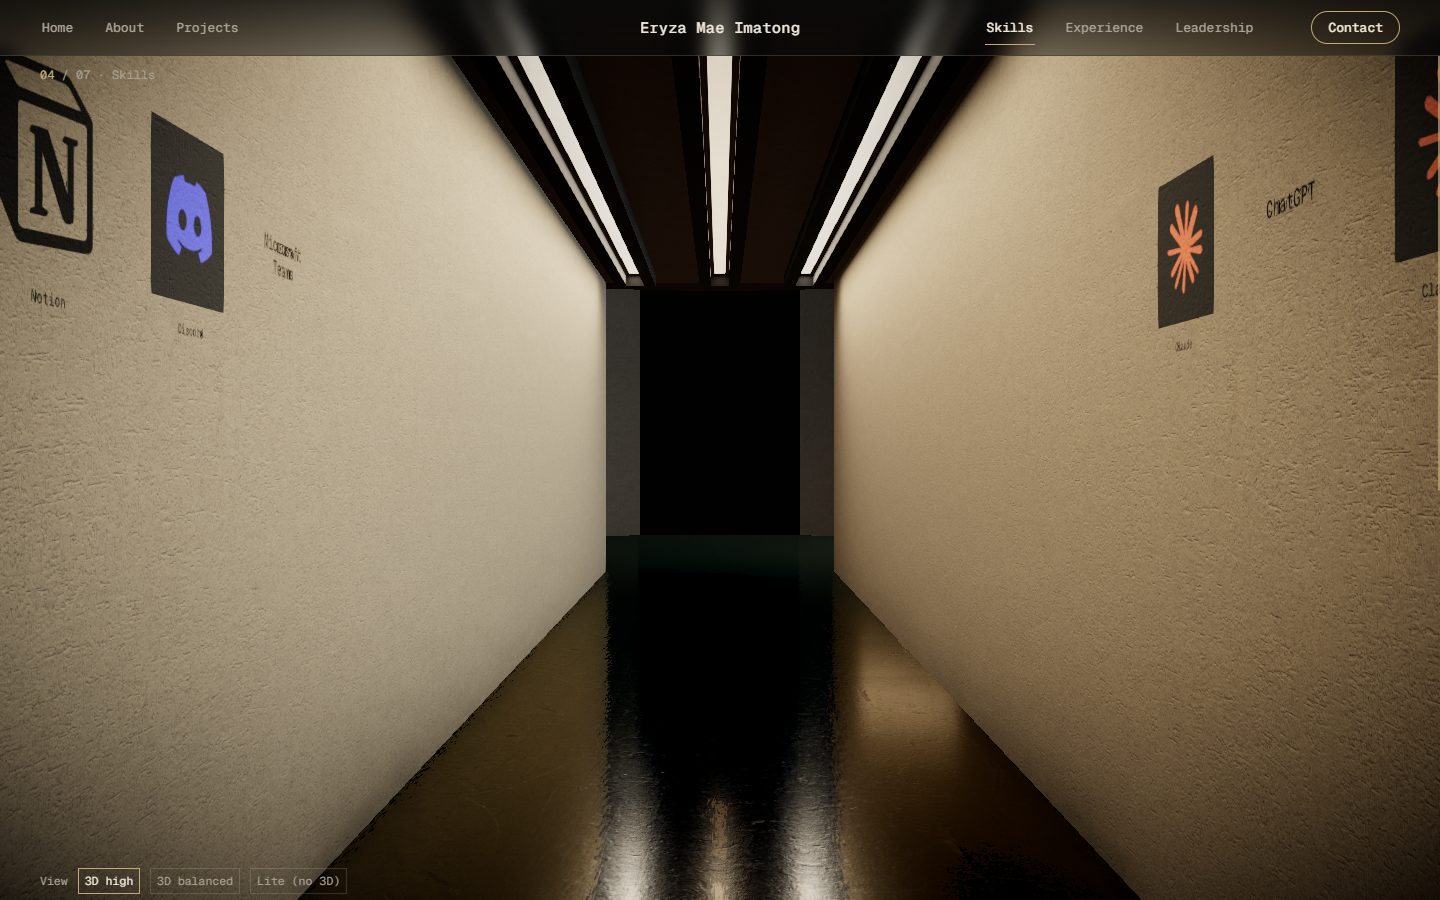 Home
About
Projects
Eryza Mae Imatong
Skills
Experience
Leadership
Contact
04 / 07 · Skills
N
Notion
Discord
Microsoft
Teams
ChatGPT
View
3D high
3D balanced
Lite (no 3D)